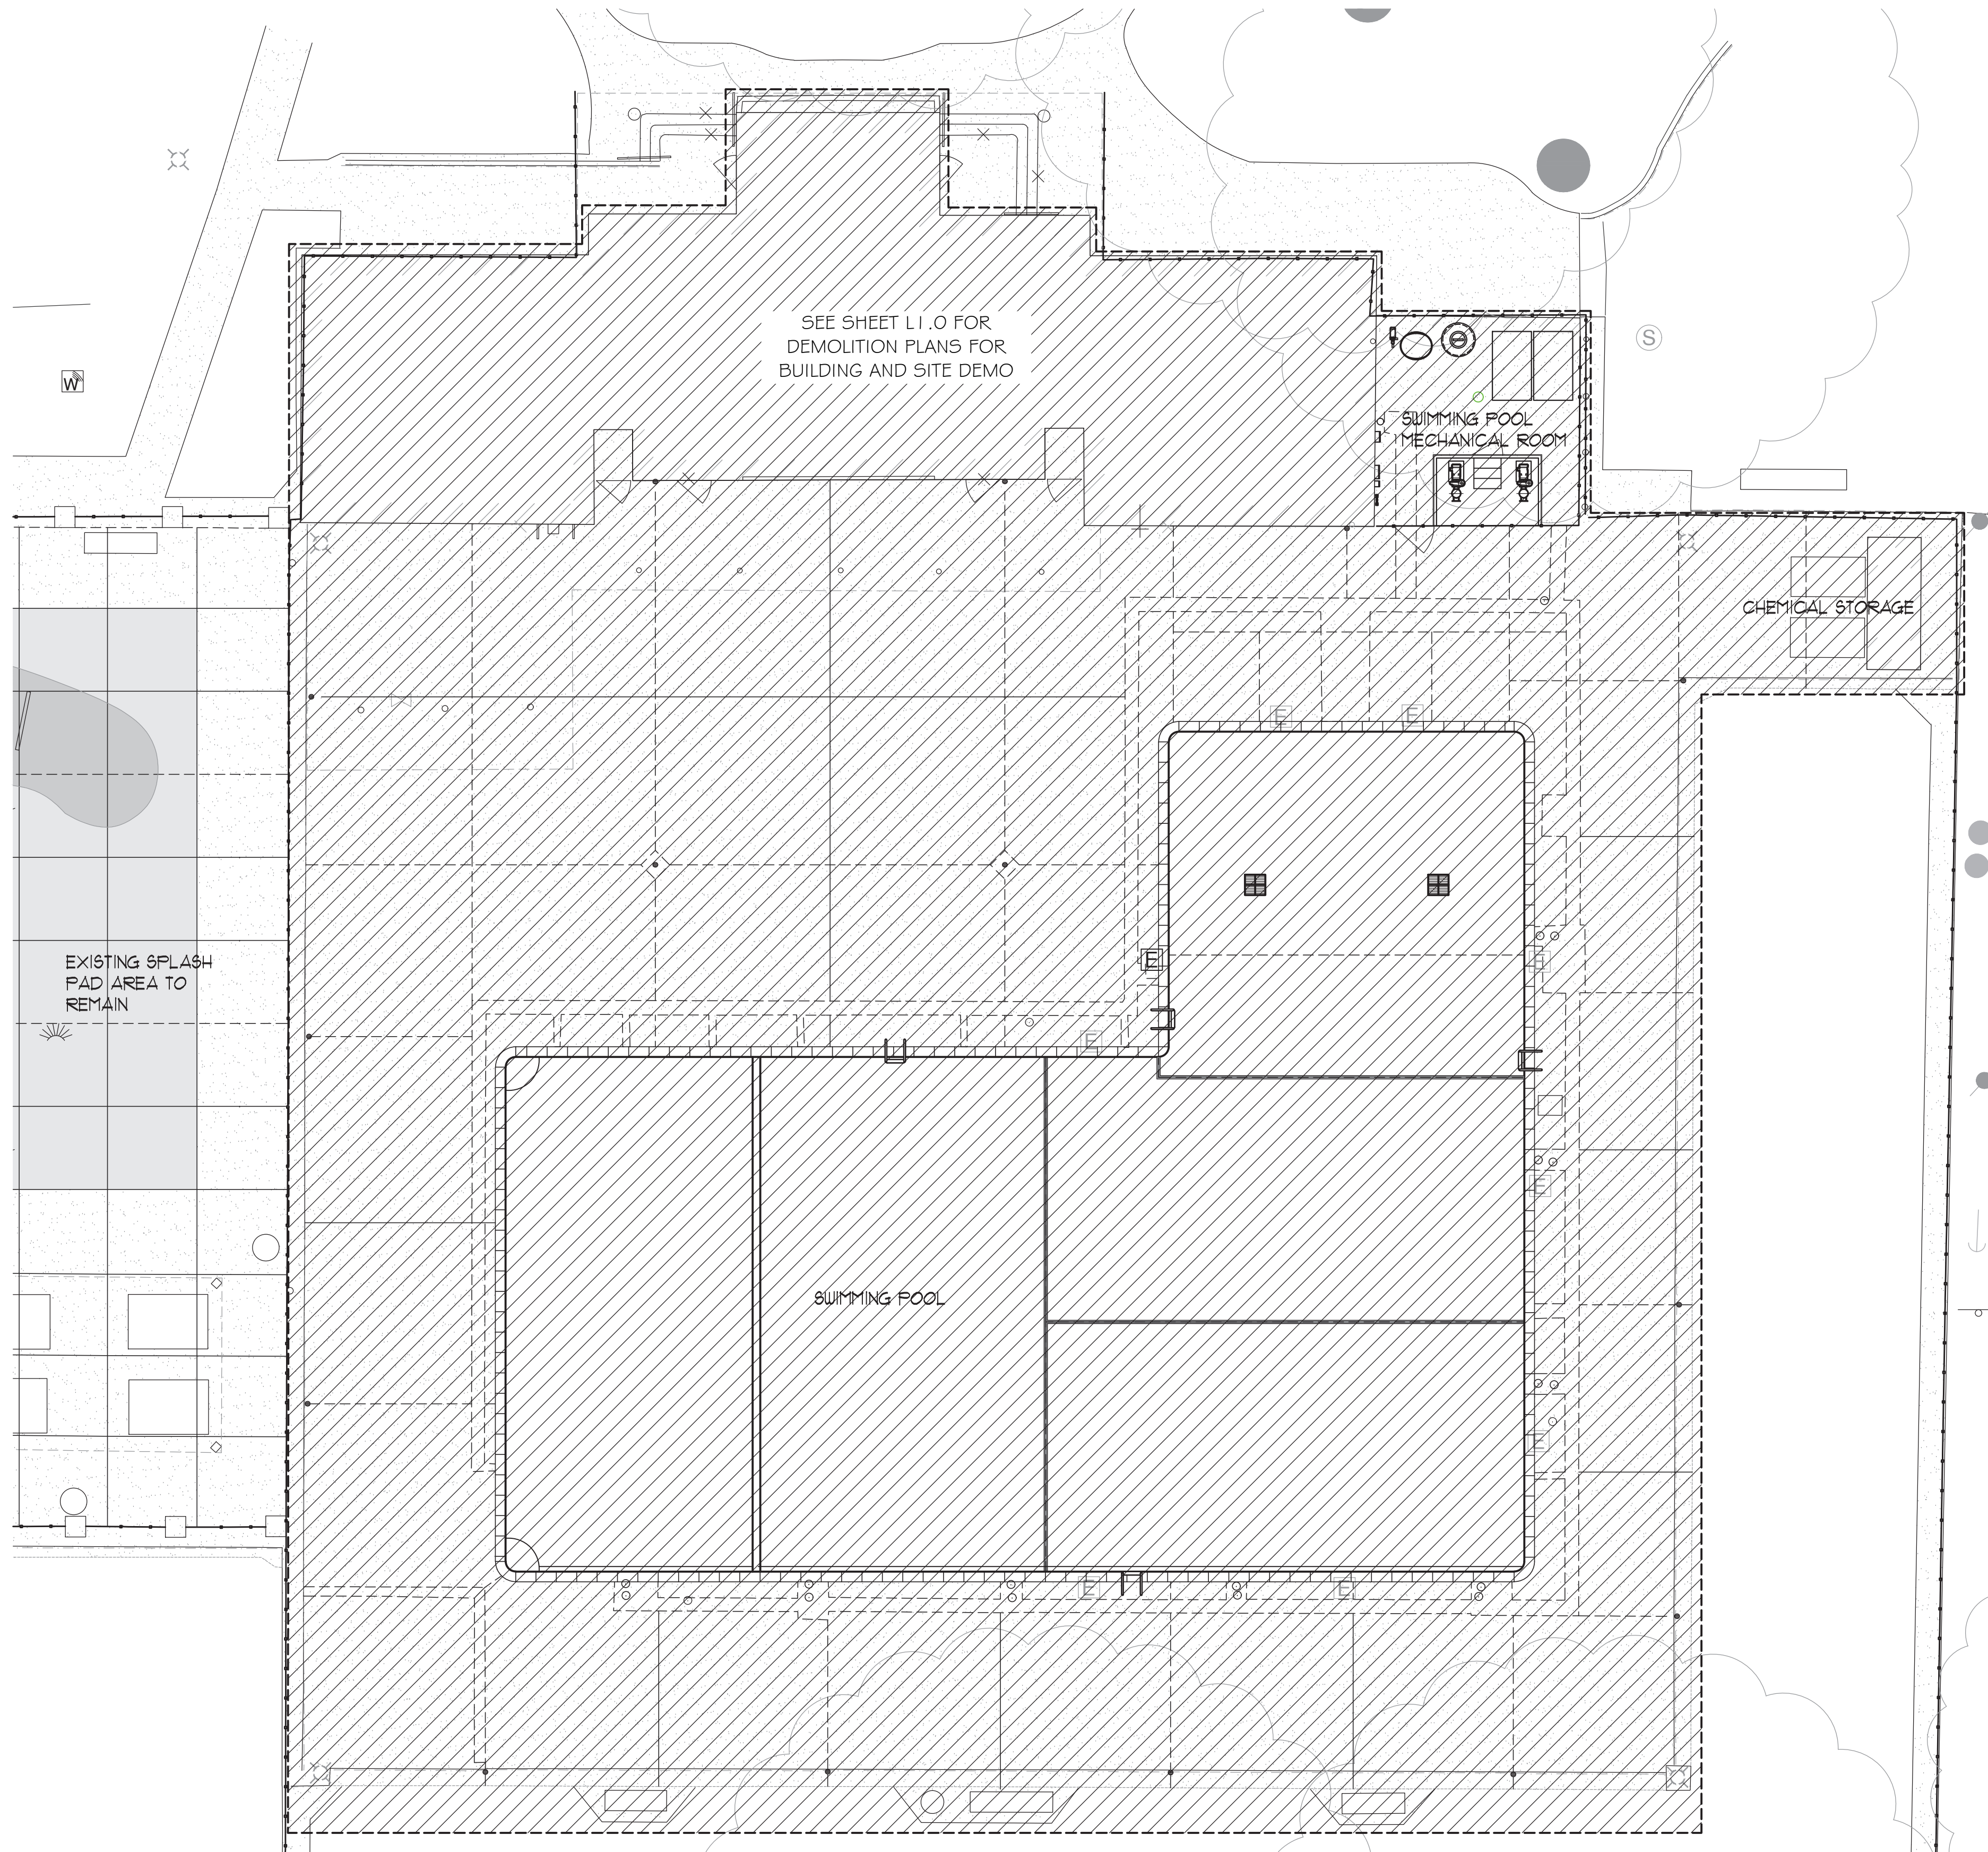 SEE SHEET L1.0 FOR
DEMOLITION PLANS FOR
BUILDING AND SITE DEMO
S
W
SWIMMING POOL
MECHANICAL ROOM
CHEMICAL STORAGE
E
E
EXISTING SPLASH
PAD AREA TO
REMAIN
E
E
E
E
SWIMMING POOL
E
E
E